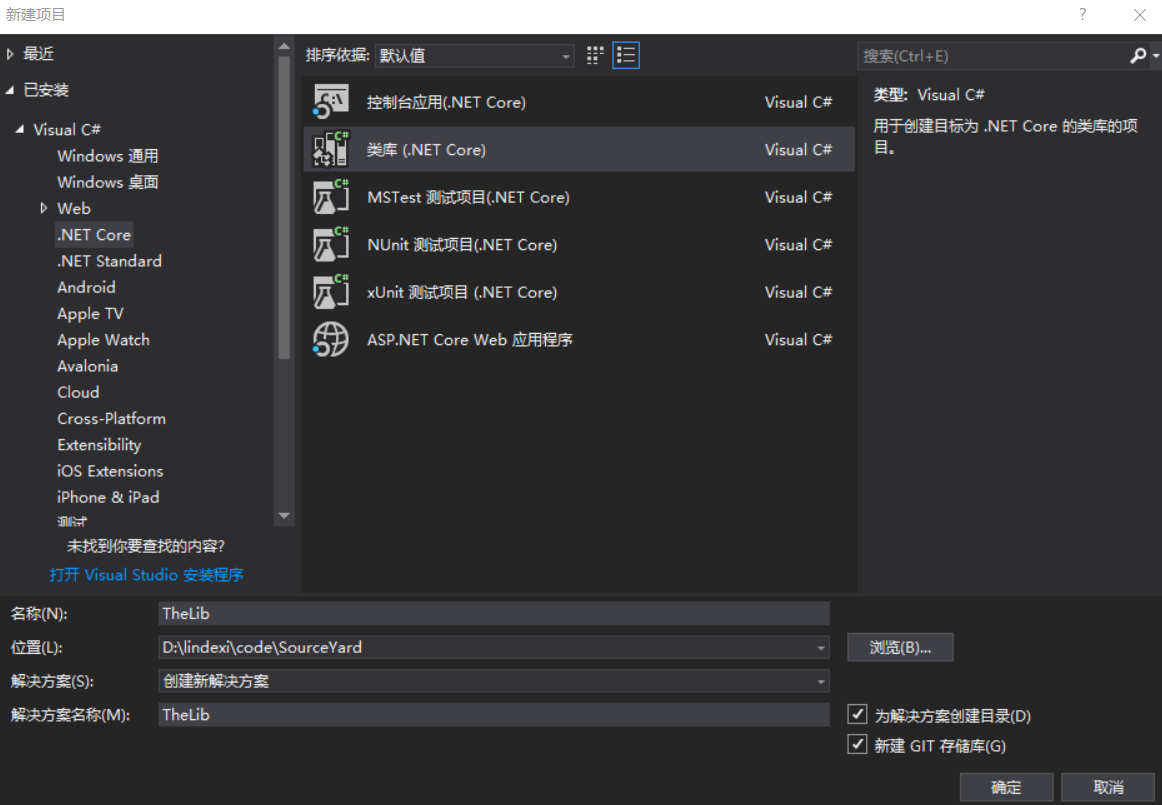 新建项目
?
最近
已安装
Visual C#
Windows 通用
Windows 桌面
Web
.NET Core
.NET Standard
Android
Apple TV
Apple Watch
Avalonia
Cloud
Cross-Platform
Extensibility
iOS Extensions
iPhone & iPad
测试
未找到你要查找的内容?
打开 Visual Studio 安装程序
排序依据: 默认值
控制台应用(.NET Core) Visual C#
类库 (.NET Core) Visual C#
MSTest 测试项目(.NET Core) Visual C#
NUnit 测试项目(.NET Core) Visual C#
xUnit 测试项目 (.NET Core) Visual C#
ASP.NET Core Web 应用程序 Visual C#
搜索(Ctrl+E)
类型: Visual C#
用于创建目标为 .NET Core 的类库的项
目。
名称(N): TheLib
位置(L): D:\lindexi\code\SourceYard 浏览(B)...
解决方案(S): 创建新解决方案
解决方案名称(M): TheLib
为解决方案创建目录(D)
新建 GIT 存储库(G)
确定 取消